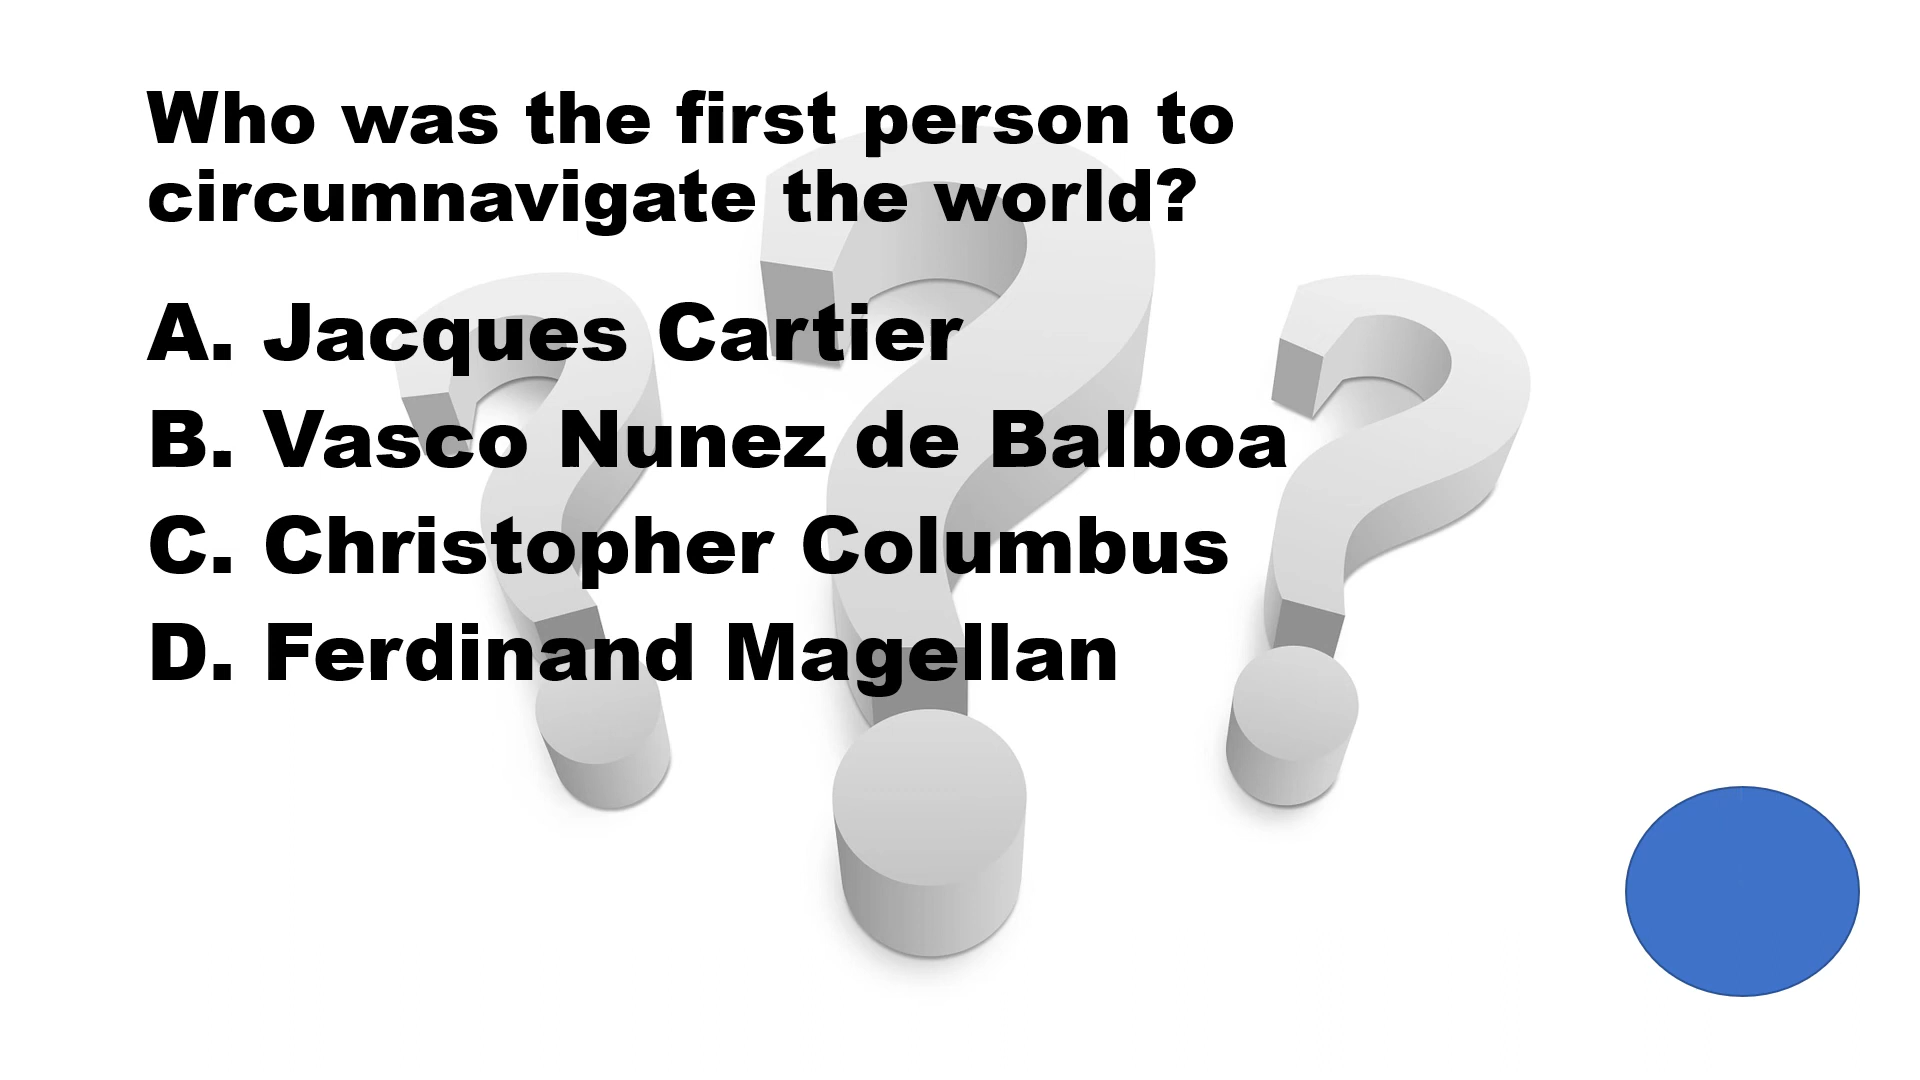 Who was the first person to
circumnavigate the world?
A. Jacques Cartier
B. Vasco Nunez de Balboa
C. Christopher Columbus
D. Ferdinand Magellan